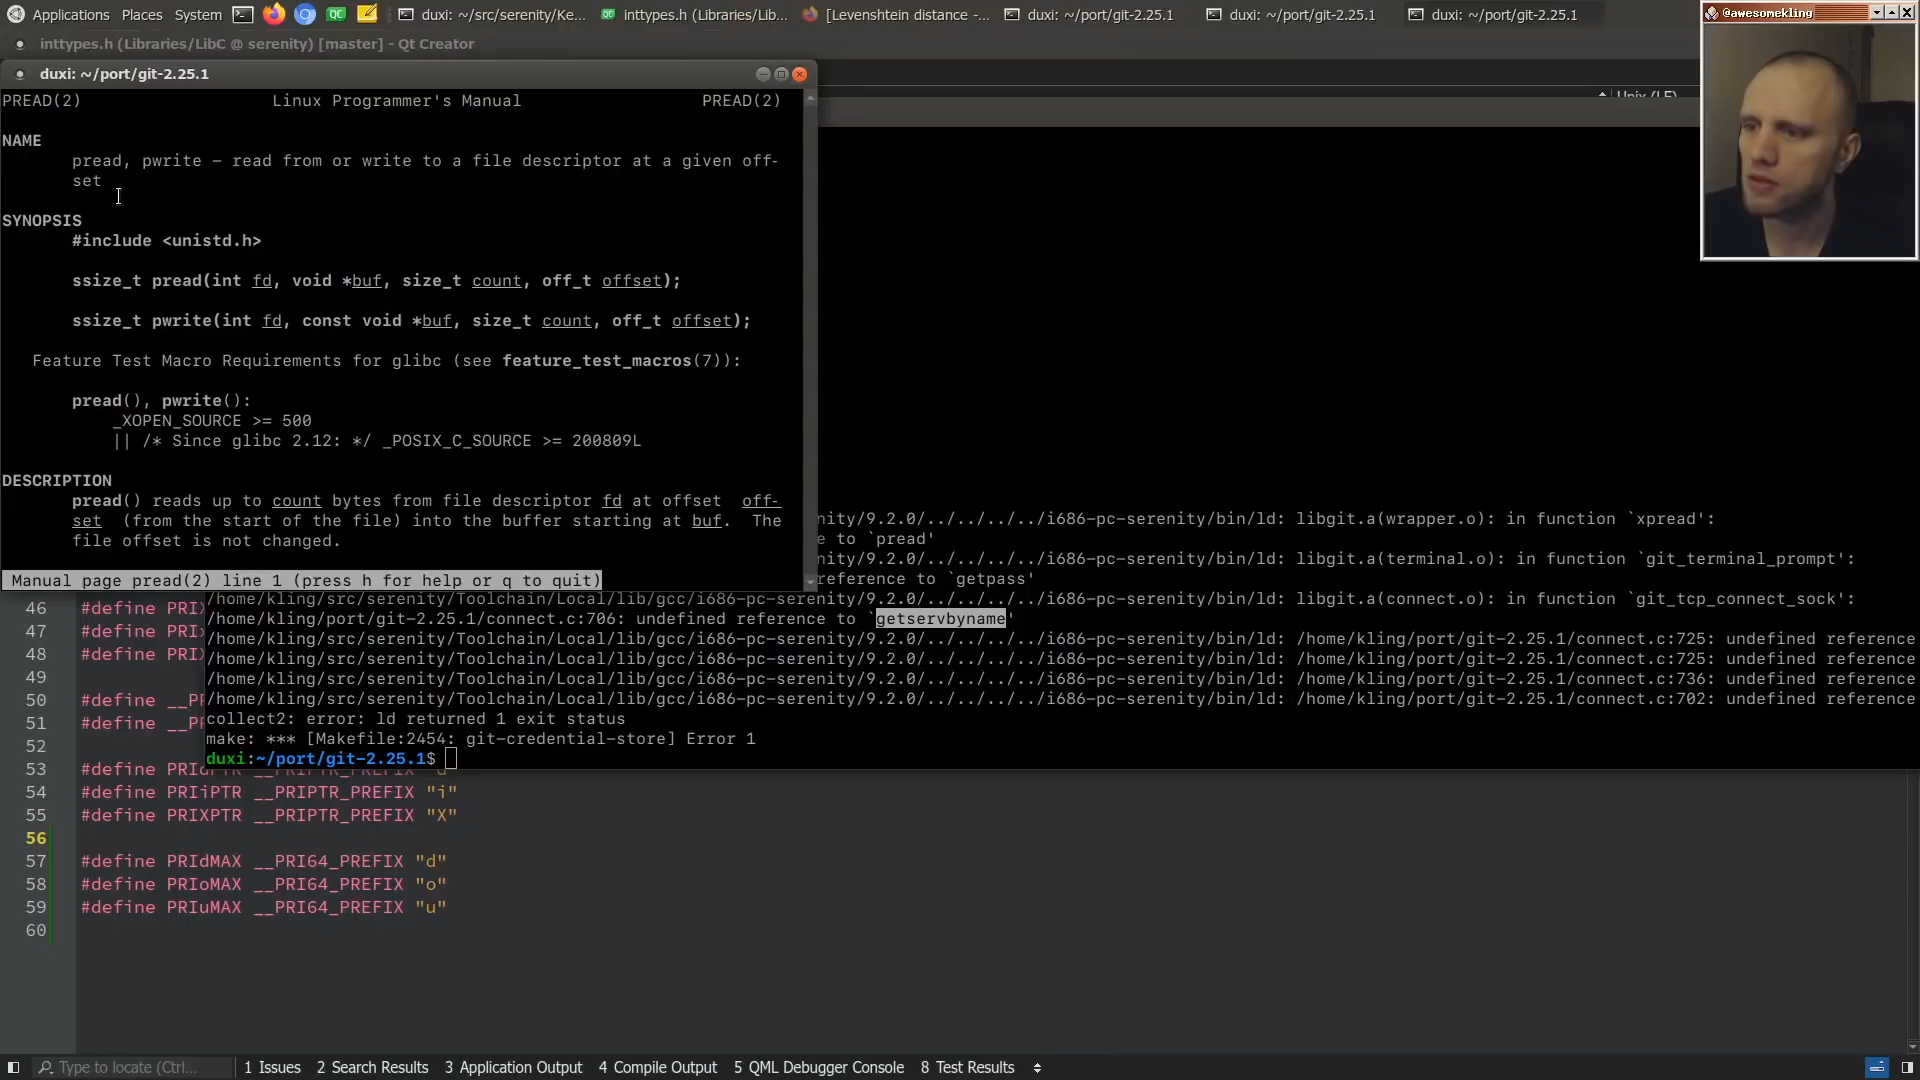 Applications Places System duxi: ~/src/serenity/Ke... inttypes.h (Libraries/Lib... [Levenshtein distance -... duxi: ~/port/git-2.25.1 duxi: ~/port/git-2.25.1 duxi: ~/port/git-2.25.1
@awesomekling
inttypes.h (Libraries/LibC @ serenity) [master] - Qt Creator
duxi: ~/port/git-2.25.1
Unix (LF)
PREAD(2) Linux Programmer's Manual PREAD(2)
NAME
pread, pwrite – read from or write to a file descriptor at a given off-
set
SYNOPSIS
#include <unistd.h>
ssize_t pread(int fd, void *buf, size_t count, off_t offset);
ssize_t pwrite(int fd, const void *buf, size_t count, off_t offset);
Feature Test Macro Requirements for glibc (see feature_test_macros(7)):
pread(), pwrite():
_XOPEN_SOURCE >= 500
|| /* Since glibc 2.12: */ _POSIX_C_SOURCE >= 200809L
DESCRIPTION
pread() reads up to count bytes from file descriptor fd at offset off-
set (from the start of the file) into the buffer starting at buf. The
file offset is not changed.
Manual page pread(2) line 1 (press h for help or q to quit)
nity/9.2.0/../../../../i686-pc-serenity/bin/ld: libgit.a(wrapper.o): in function `xpread':
e to `pread'
nity/9.2.0/../../../../i686-pc-serenity/bin/ld: libgit.a(terminal.o): in function `git_terminal_prompt':
reference to `getpass'
/home/kling/src/serenity/Toolchain/Local/lib/gcc/i686-pc-serenity/9.2.0/../../../../i686-pc-serenity/bin/ld: libgit.a(connect.o): in function `git_tcp_connect_sock':
/home/kling/port/git-2.25.1/connect.c:706: undefined reference to `getservbyname'
/home/kling/src/serenity/Toolchain/Local/lib/gcc/i686-pc-serenity/9.2.0/../../../../i686-pc-serenity/bin/ld: /home/kling/port/git-2.25.1/connect.c:725: undefined reference
/home/kling/src/serenity/Toolchain/Local/lib/gcc/i686-pc-serenity/9.2.0/../../../../i686-pc-serenity/bin/ld: /home/kling/port/git-2.25.1/connect.c:725: undefined reference
/home/kling/src/serenity/Toolchain/Local/lib/gcc/i686-pc-serenity/9.2.0/../../../../i686-pc-serenity/bin/ld: /home/kling/port/git-2.25.1/connect.c:736: undefined reference
/home/kling/src/serenity/Toolchain/Local/lib/gcc/i686-pc-serenity/9.2.0/../../../../i686-pc-serenity/bin/ld: /home/kling/port/git-2.25.1/connect.c:702: undefined reference
collect2: error: ld returned 1 exit status
make: *** [Makefile:2454: git-credential-store] Error 1
duxi:~/port/git-2.25.1$
46 #define PRIX
47 #define PRI
48 #define PRIX
49
50 #define __P
51 #define __P
52
53 #define PRIdPTR __PRIPTR_PREFIX "d"
54 #define PRIiPTR __PRIPTR_PREFIX "i"
55 #define PRIXPTR __PRIPTR_PREFIX "X"
56
57 #define PRIdMAX __PRI64_PREFIX "d"
58 #define PRIoMAX __PRI64_PREFIX "o"
59 #define PRIuMAX __PRI64_PREFIX "u"
60
Type to locate (Ctrl... 1 Issues 2 Search Results 3 Application Output 4 Compile Output 5 QML Debugger Console 8 Test Results